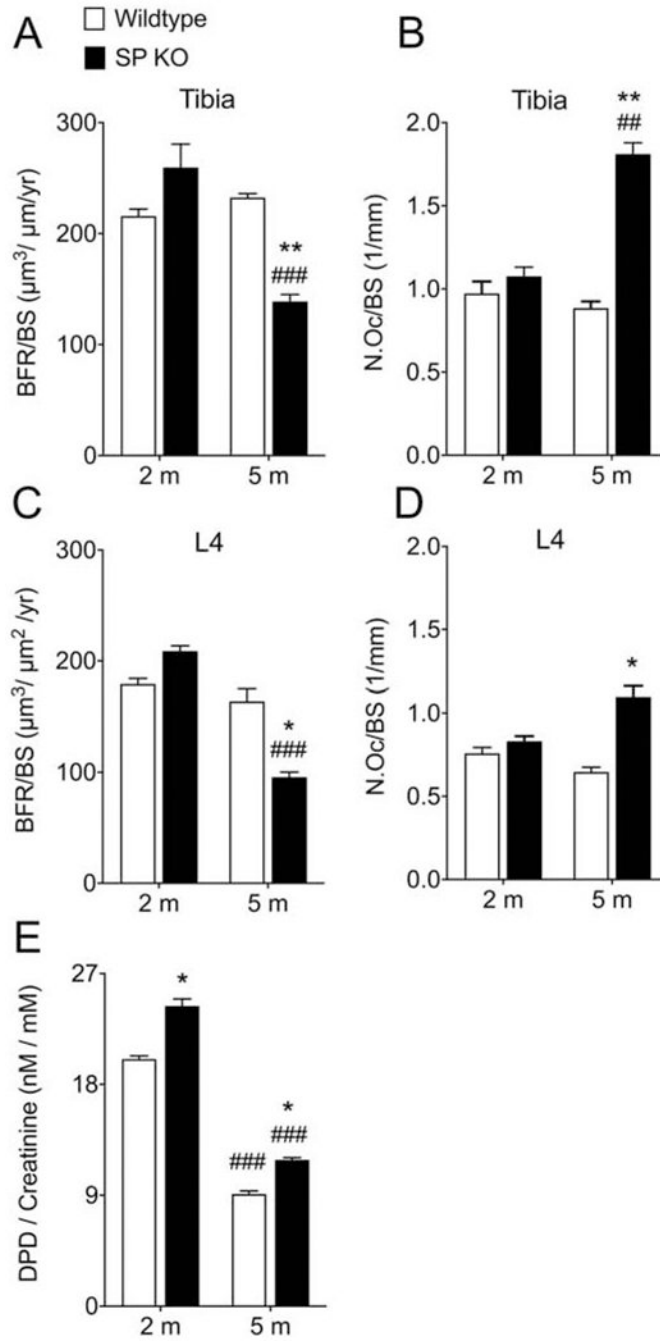 A
Wildtype
SP KO
Tibia
BFR/BS (µm³/ µm/yr)
300
200
100
0
**
###
2 m
5 m
B
Tibia
N.Oc/BS (1/mm)
2.0
1.5
1.0
0.5
0.0
**
##
2 m
5 m
C
L4
BFR/BS (µm³/ µm² /yr)
300
200
100
0
*
###
2 m
5 m
D
L4
N.Oc/BS (1/mm)
2.0
1.5
1.0
0.5
0.0
*
2 m
5 m
E
DPD / Creatinine (nM / mM)
27
18
9
0
*
###
*
###
2 m
5 m